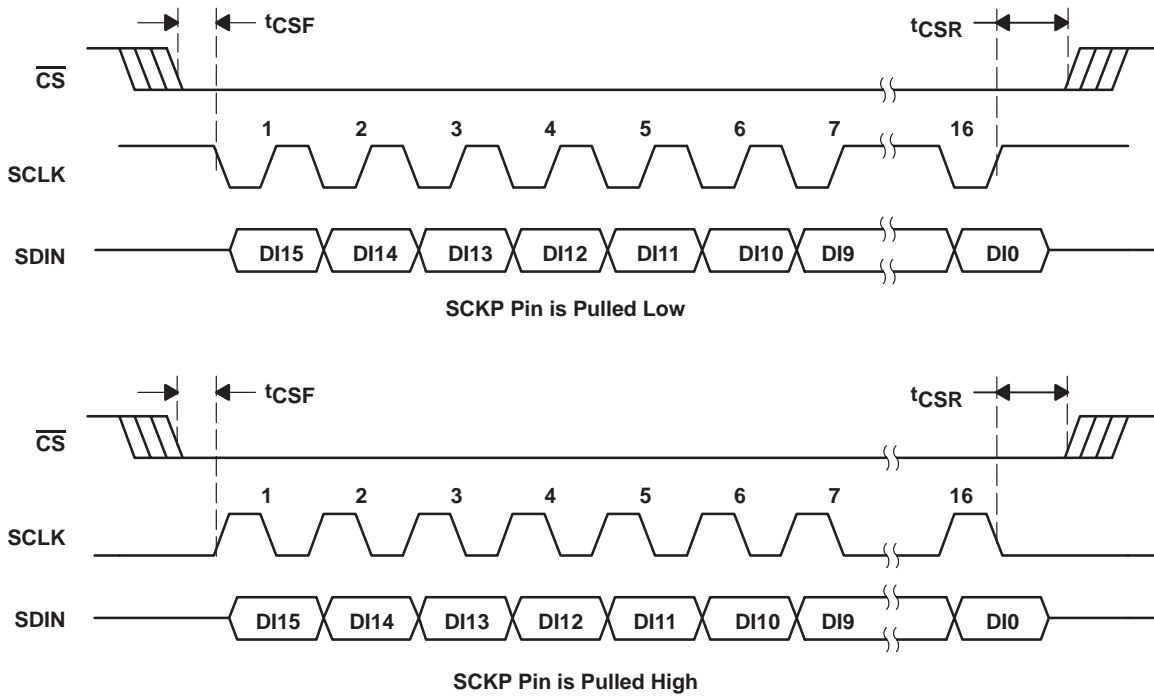 tCSF tCSR
CS
1 2 3 4 5 6 7 16
SCLK
SDIN DI15 DI14 DI13 DI12 DI11 DI10 DI9 DI0
SCKP Pin is Pulled Low
tCSF tCSR
CS
1 2 3 4 5 6 7 16
SCLK
SDIN DI15 DI14 DI13 DI12 DI11 DI10 DI9 DI0
SCKP Pin is Pulled High